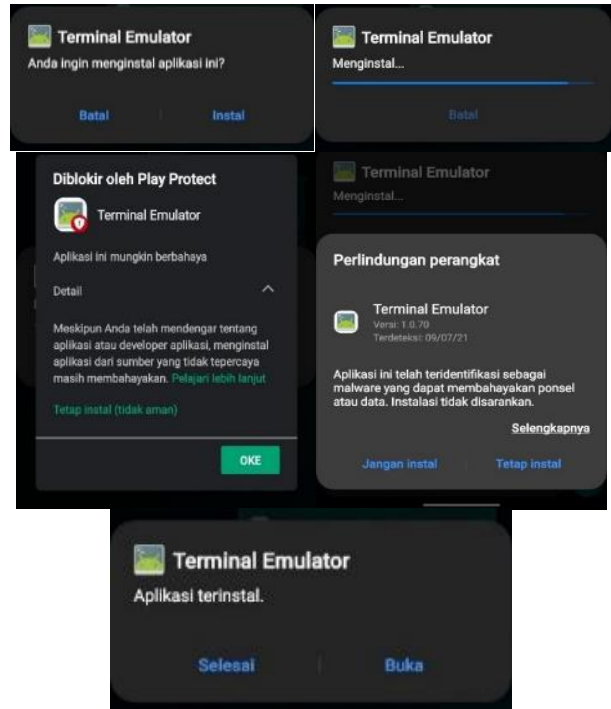 Terminal Emulator
Anda ingin menginstal aplikasi ini?
Batal
Instal
Terminal Emulator
Menginstal...
Batal
Diblokir oleh Play Protect
Terminal Emulator
Aplikasi ini mungkin berbahaya
Detail
Meskipun Anda telah mendengar tentang
aplikasi atau developer aplikasi, menginstal
aplikasi dari sumber yang tidak tepercaya
masih membahayakan. Pelajari lebih lanjut
Tetap instal (tidak aman)
OKE
Terminal Emulator
Menginstal...
Perlindungan perangkat
Terminal Emulator
Versi: 1.0.70
Terdeteksi: 09/07/21
Aplikasi ini telah teridentifikasi sebagai
malware yang dapat membahayakan ponsel
atau data. Instalasi tidak disarankan.
Selengkapnya
Jangan instal
Tetap instal
Terminal Emulator
Aplikasi terinstal.
Selesai
Buka